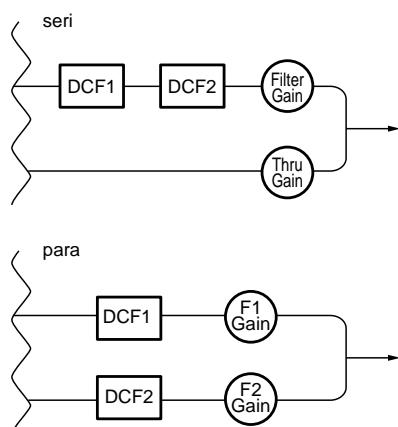 seri
DCF1
DCF2
Filter
Gain
Thru
Gain
para
DCF1
F1
Gain
DCF2
F2
Gain